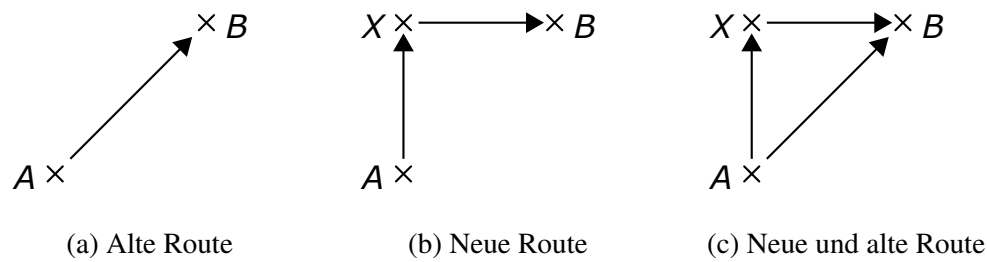 B
A
(a) Alte Route
X
B
A
(b) Neue Route
X
B
A
(c) Neue und alte Route